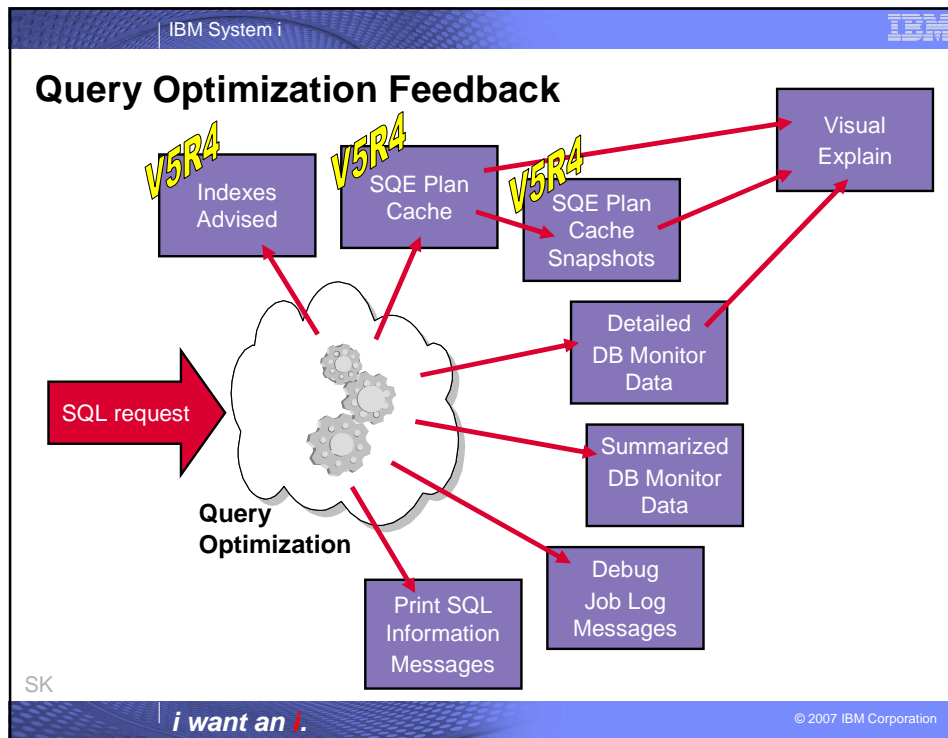 IBM System i
IBM
Query Optimization Feedback
V5R4
Indexes
Advised
V5R4
SQE Plan
Cache
V5R4
SQE Plan
Cache
Snapshots
Visual
Explain
Detailed
DB Monitor
Data
SQL request
Summarized
DB Monitor
Data
Query
Optimization
Debug
Job Log
Messages
Print SQL
Information
Messages
SK
i want an i.
© 2007 IBM Corporation